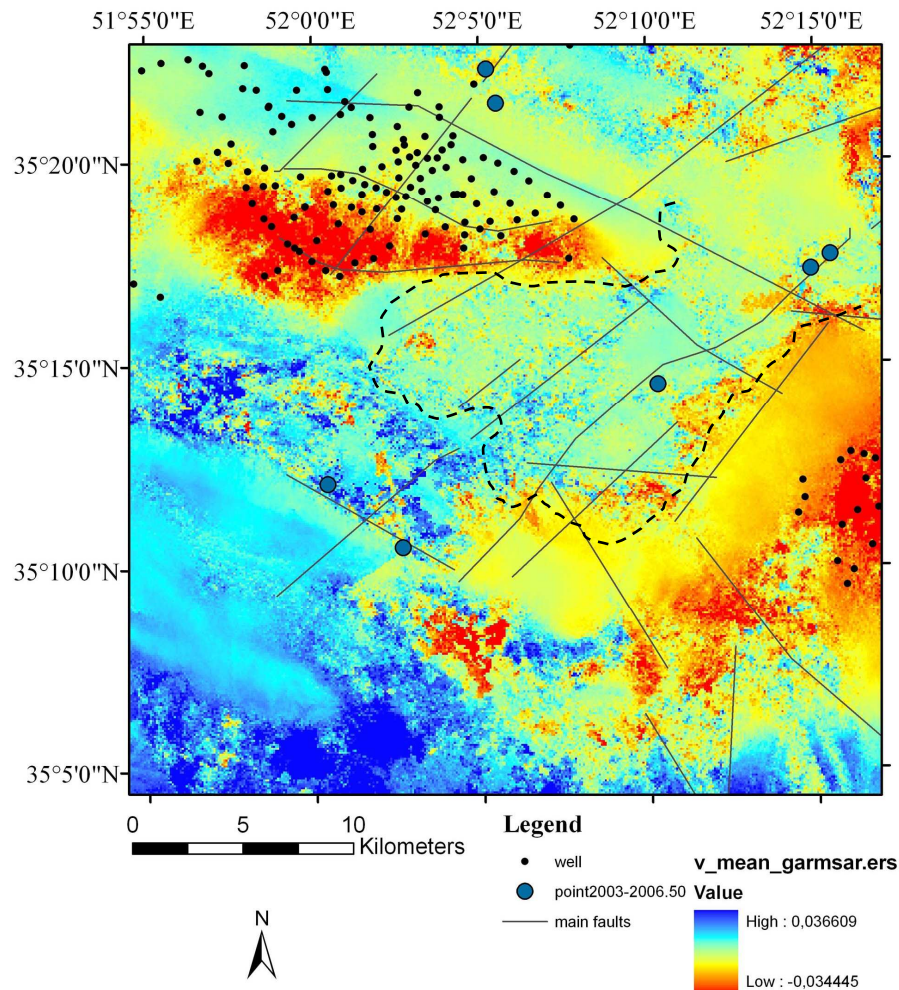 51°55'0"E 52°0'0"E 52°5'0"E 52°10'0"E 52°15'0"E
35°20'0"N
35°15'0"N
35°10'0"N
35°5'0"N
0 5 10
Kilometers
Legend
well
point2003-2006.50
main faults
v_mean_garmsar.ers
Value
High : 0,036609
Low : -0,034445
N